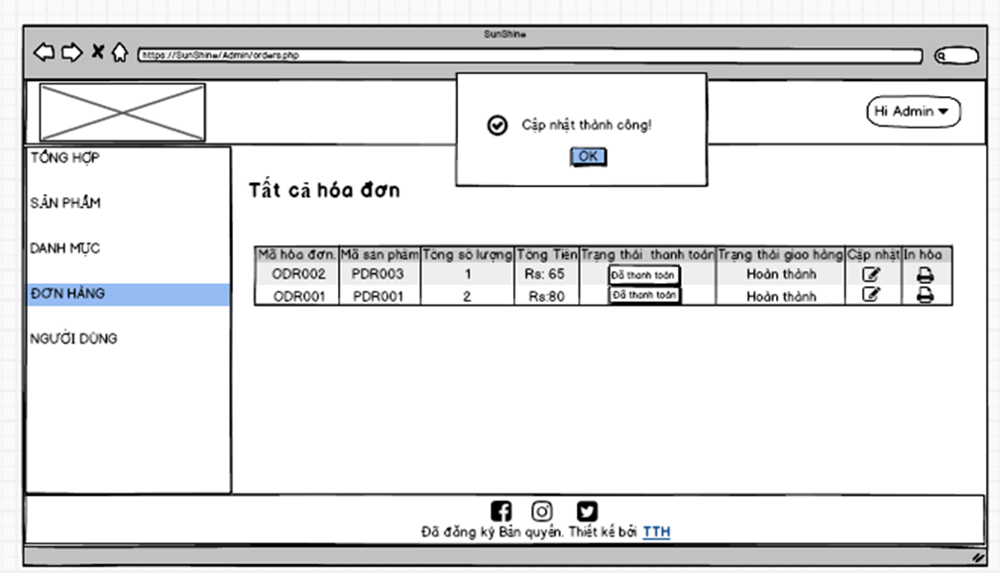 SunShine
https://SunShine/Admin/orders.php
Cập nhật thành công!
OK
Hi Admin
TỔNG HỢP
SẢN PHẨM
DANH MỤC
ĐƠN HÀNG
NGƯỜI DÙNG
Tất cả hóa đơn
Mã hóa đơn. Mã sản phẩm Tổng số lượng Tổng Tiền Trạng thái thanh toán Trạng thái giao hàng Cập nhật In hóa
ODR002 PDR003 1 Rs: 65 Đã thanh toán Hoàn thành
ODR001 PDR001 2 Rs:80 Đã thanh toán Hoàn thành
Đã đăng ký Bản quyền. Thiết kế bởi TTH